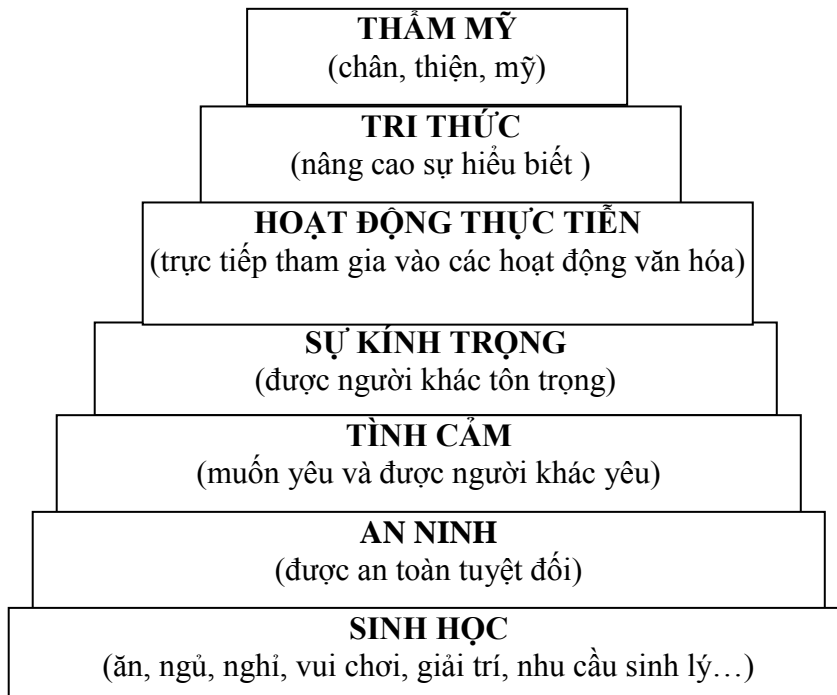 THẨM MỸ
(chân, thiện, mỹ)
TRI THỨC
(nâng cao sự hiểu biết )
HOẠT ĐỘNG THỰC TIỄN
(trực tiếp tham gia vào các hoạt động văn hóa)
SỰ KÍNH TRỌNG
(được người khác tôn trọng)
TÌNH CẢM
(muốn yêu và được người khác yêu)
AN NINH
(được an toàn tuyệt đối)
SINH HỌC
(ăn, ngủ, nghỉ, vui chơi, giải trí, nhu cầu sinh lý…)